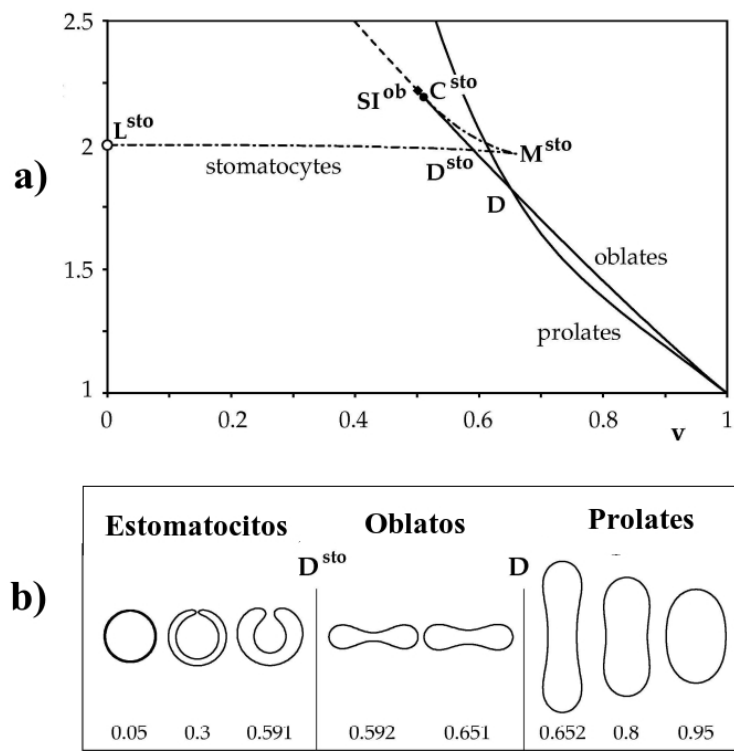 a)
2.5
2
1.5
1
L sto
SI ob
C sto
D sto
M sto
stomatocytes
D
oblates
prolates
0
0.2
0.4
0.6
0.8
1
v
b)
Estomatocitos
Oblatos
Prolates
D sto
D
0.05
0.3
0.591
0.592
0.651
0.652
0.8
0.95